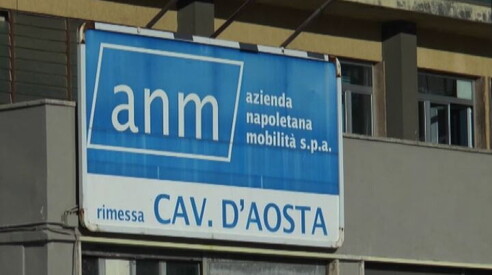 anm
azienda
napoletana
mobilità s.p.a.
rimessa CAV. D'AOSTA